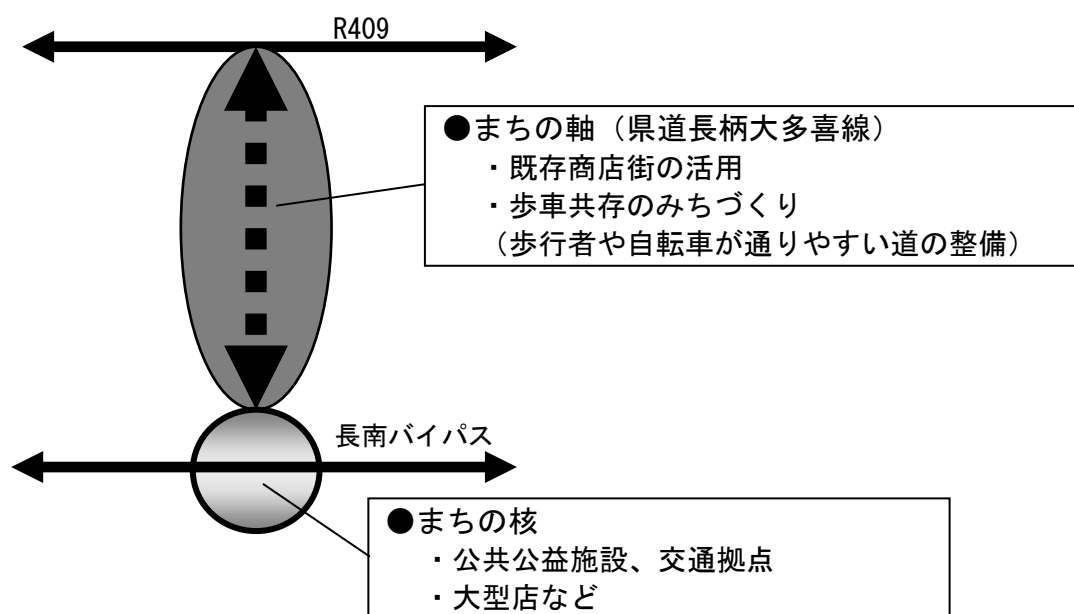 R409
●まちの軸（県道長柄大多喜線）
・既存商店街の活用
・歩車共存のみちづくり
（歩行者や自転車が通りやすい道の整備）
長南バイパス
●まちの核
・公共公益施設、交通拠点
・大型店など